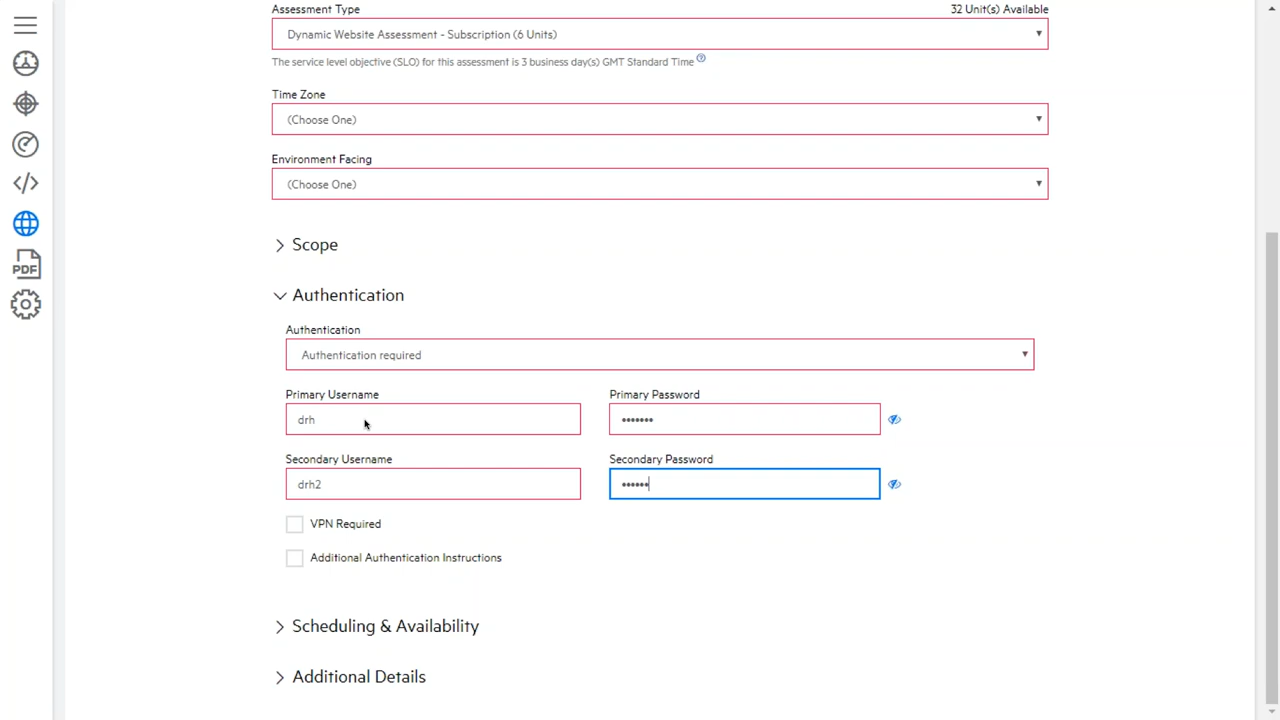 Assessment Type
32 Unit(s) Available
Dynamic Website Assessment - Subscription (6 Units)
The service level objective (SLO) for this assessment is 3 business day(s) GMT Standard Time
Time Zone
(Choose One)
Environment Facing
(Choose One)
Scope
Authentication
Authentication
Authentication required
Primary Username
Primary Password
drh
•••••••
Secondary Username
Secondary Password
drh2
••••••
VPN Required
Additional Authentication Instructions
Scheduling & Availability
Additional Details
PDF